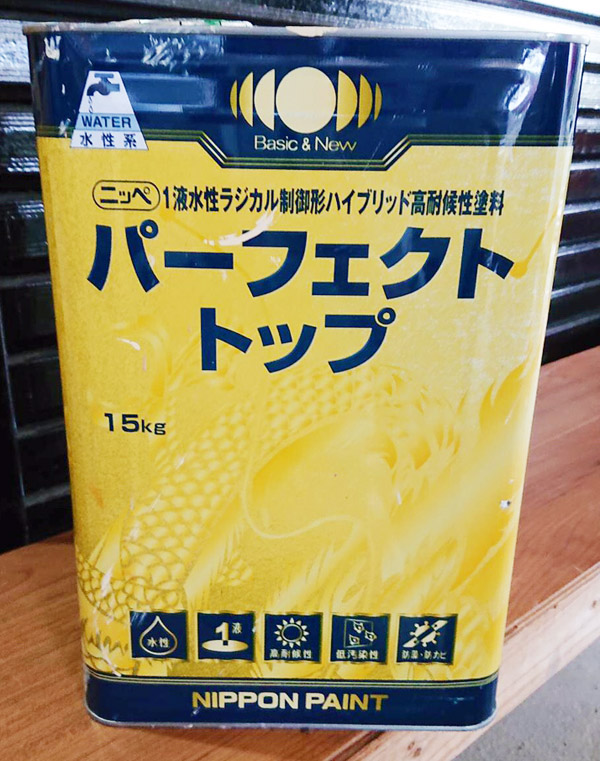 WATER
水性系
Basic & New
ニッペ 1液水性ラジカル制御形ハイブリッド高耐候性塗料
パーフェクト
トップ
15kg
水性
1液
高耐候性
低汚染性
防藻・防カビ
NIPPON PAINT